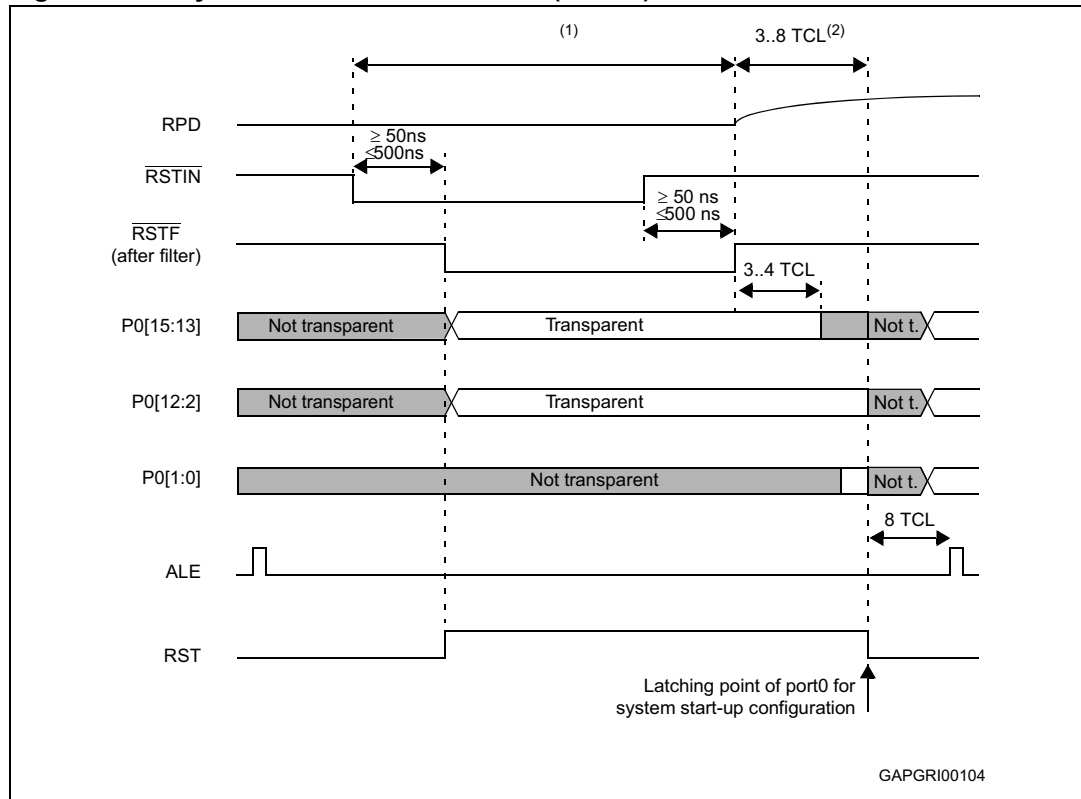 (1)
3..8 TCL(2)
RPD
≥ 50ns
≤500ns
RSTIN
≥ 50 ns
≤500 ns
RSTF
(after filter)
3..4 TCL
P0[15:13]
Not transparent
Transparent
Not t.
P0[12:2]
Not transparent
Transparent
Not t.
P0[1:0]
Not transparent
Not t.
8 TCL
ALE
RST
Latching point of port0 for
system start-up configuration
GAPGRI00104